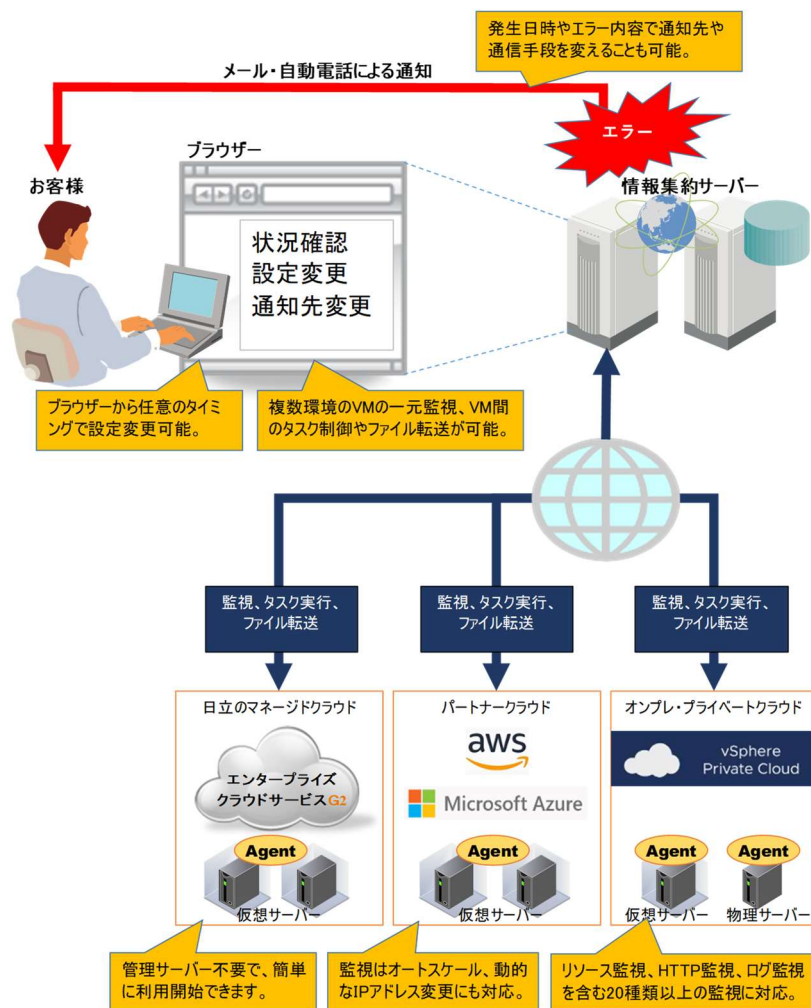 発生日時やエラー内容で通知先や
通信手段を変えることも可能。
メール・自動電話による通知
エラー
ブラウザー
お客様
情報集約サーバー
状況確認
設定変更
通知先変更
ブラウザーから任意のタイミ
ングで設定変更可能。
複数環境のVMの一元監視、VM間
のタスク制御やファイル転送が可能。
監視、タスク実行、
ファイル転送
監視、タスク実行、
ファイル転送
監視、タスク実行、
ファイル転送
日立のマネージドクラウド
エンタープライズ
クラウドサービスG2
Agent
仮想サーバー
パートナークラウド
aws
Microsoft Azure
Agent
仮想サーバー
オンプレ・プライベートクラウド
vSphere
Private Cloud
Agent
仮想サーバー
Agent
物理サーバー
管理サーバー不要で、簡単
に利用開始できます。
監視はオートスケール、動的
なIPアドレス変更にも対応。
リソース監視、HTTP監視、ログ監視
を含む20種類以上の監視に対応。